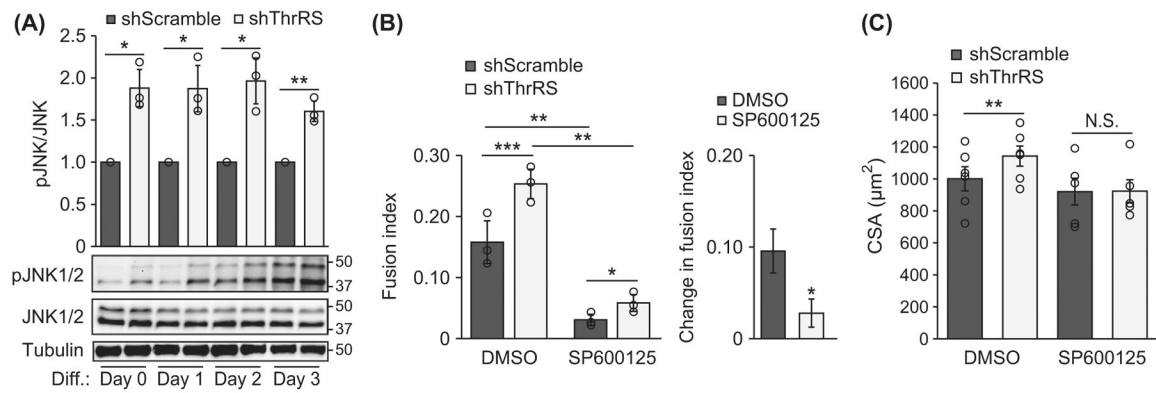 (A)
shScramble shThrRS
pJNK/JNK
2.5
2.0
1.5
1.0
0.5
0
* * * **
pJNK1/2
50
37
JNK1/2
50
37
Tubulin
50
Diff.: Day 0 Day 1 Day 2 Day 3
(B)
shScramble
shThrRS
Fusion index
0.30
0.20
0.10
0
**
*** **
*
DMSO SP600125
DMSO
SP600125
Change in fusion index
0.20
0.10
0
*
(C)
shScramble
shThrRS
CSA (µm²)
1600
1400
1200
1000
800
600
400
200
0
** N.S.
DMSO SP600125